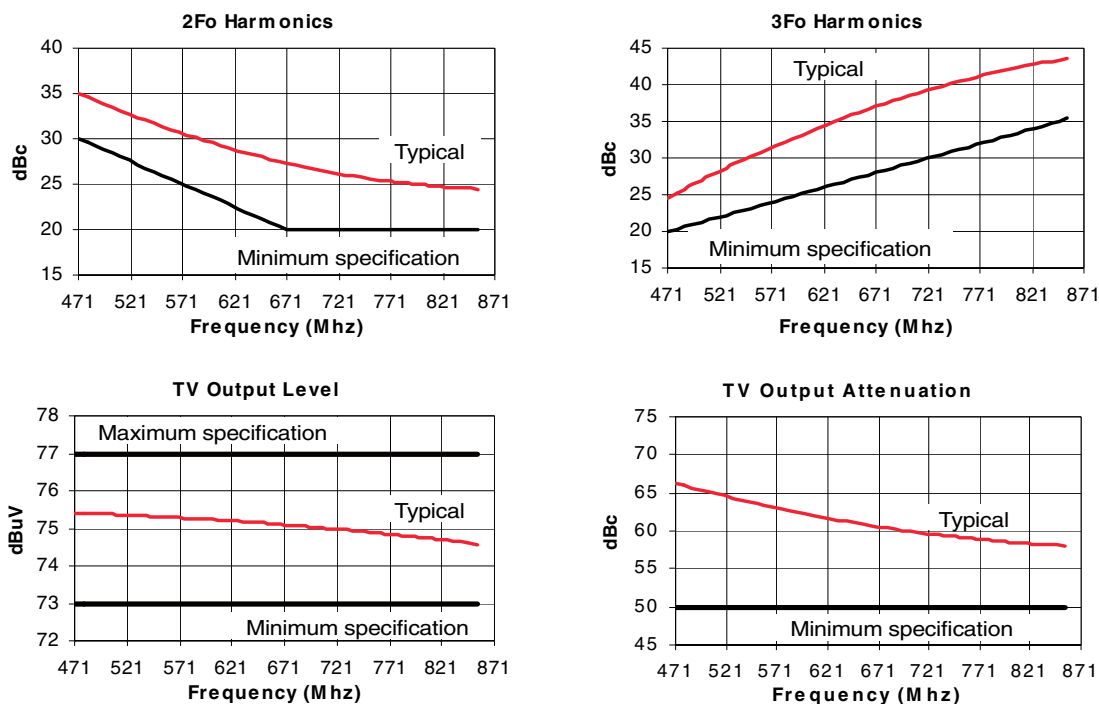 2Fo Harmonics
40
35
30
25
20
15
dBc
Typical
Minimum specification
471 521 571 621 671 721 771 821 871
Frequency (Mhz)
3Fo Harmonics
45
40
35
30
25
20
15
dBc
Typical
Minimum specification
471 521 571 621 671 721 771 821 871
Frequency (Mhz)
TV Output Level
78
77
76
75
74
73
72
dBuV
Maximum specification
Typical
Minimum specification
471 521 571 621 671 721 771 821 871
Frequency (Mhz)
TV Output Attenuation
75
70
65
60
55
50
45
dBc
Typical
Minimum specification
471 521 571 621 671 721 771 821 871
Frequency (Mhz)